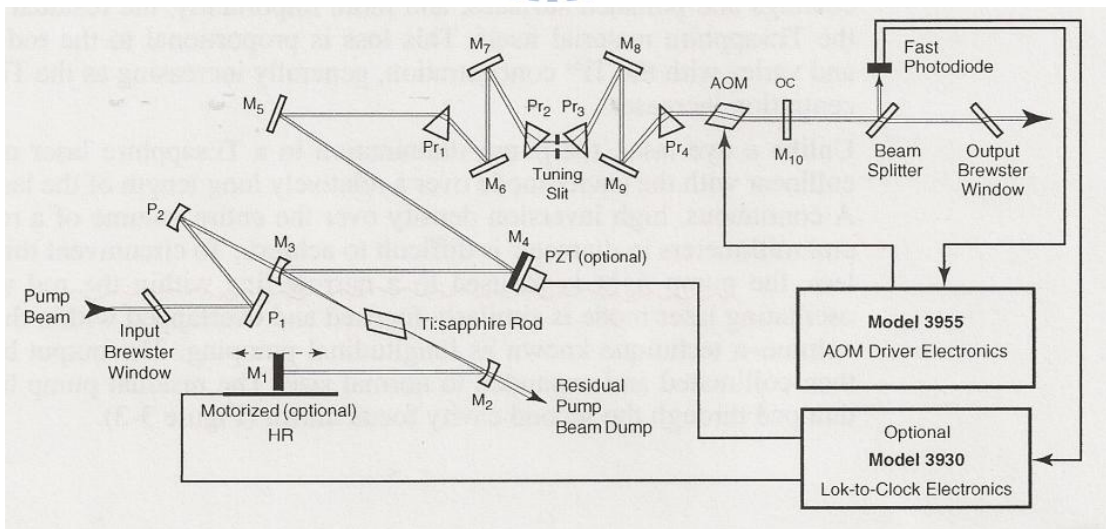 M7
M8
Fast
Photodiode
AOM
OC
M5
Pr2
Pr3
Pr1
Pr4
M6
Tuning
Slit
M9
M10
Beam
Splitter
Output
Brewster
Window
P2
M3
M4
PZT (optional)
Pump
Beam
P1
Input
Brewster
Window
Ti:sapphire Rod
Model 3955
AOM Driver Electronics
M1
M2
Motorized (optional)
HR
Residual
Pump
Beam Dump
Optional
Model 3930
Lok-to-Clock Electronics